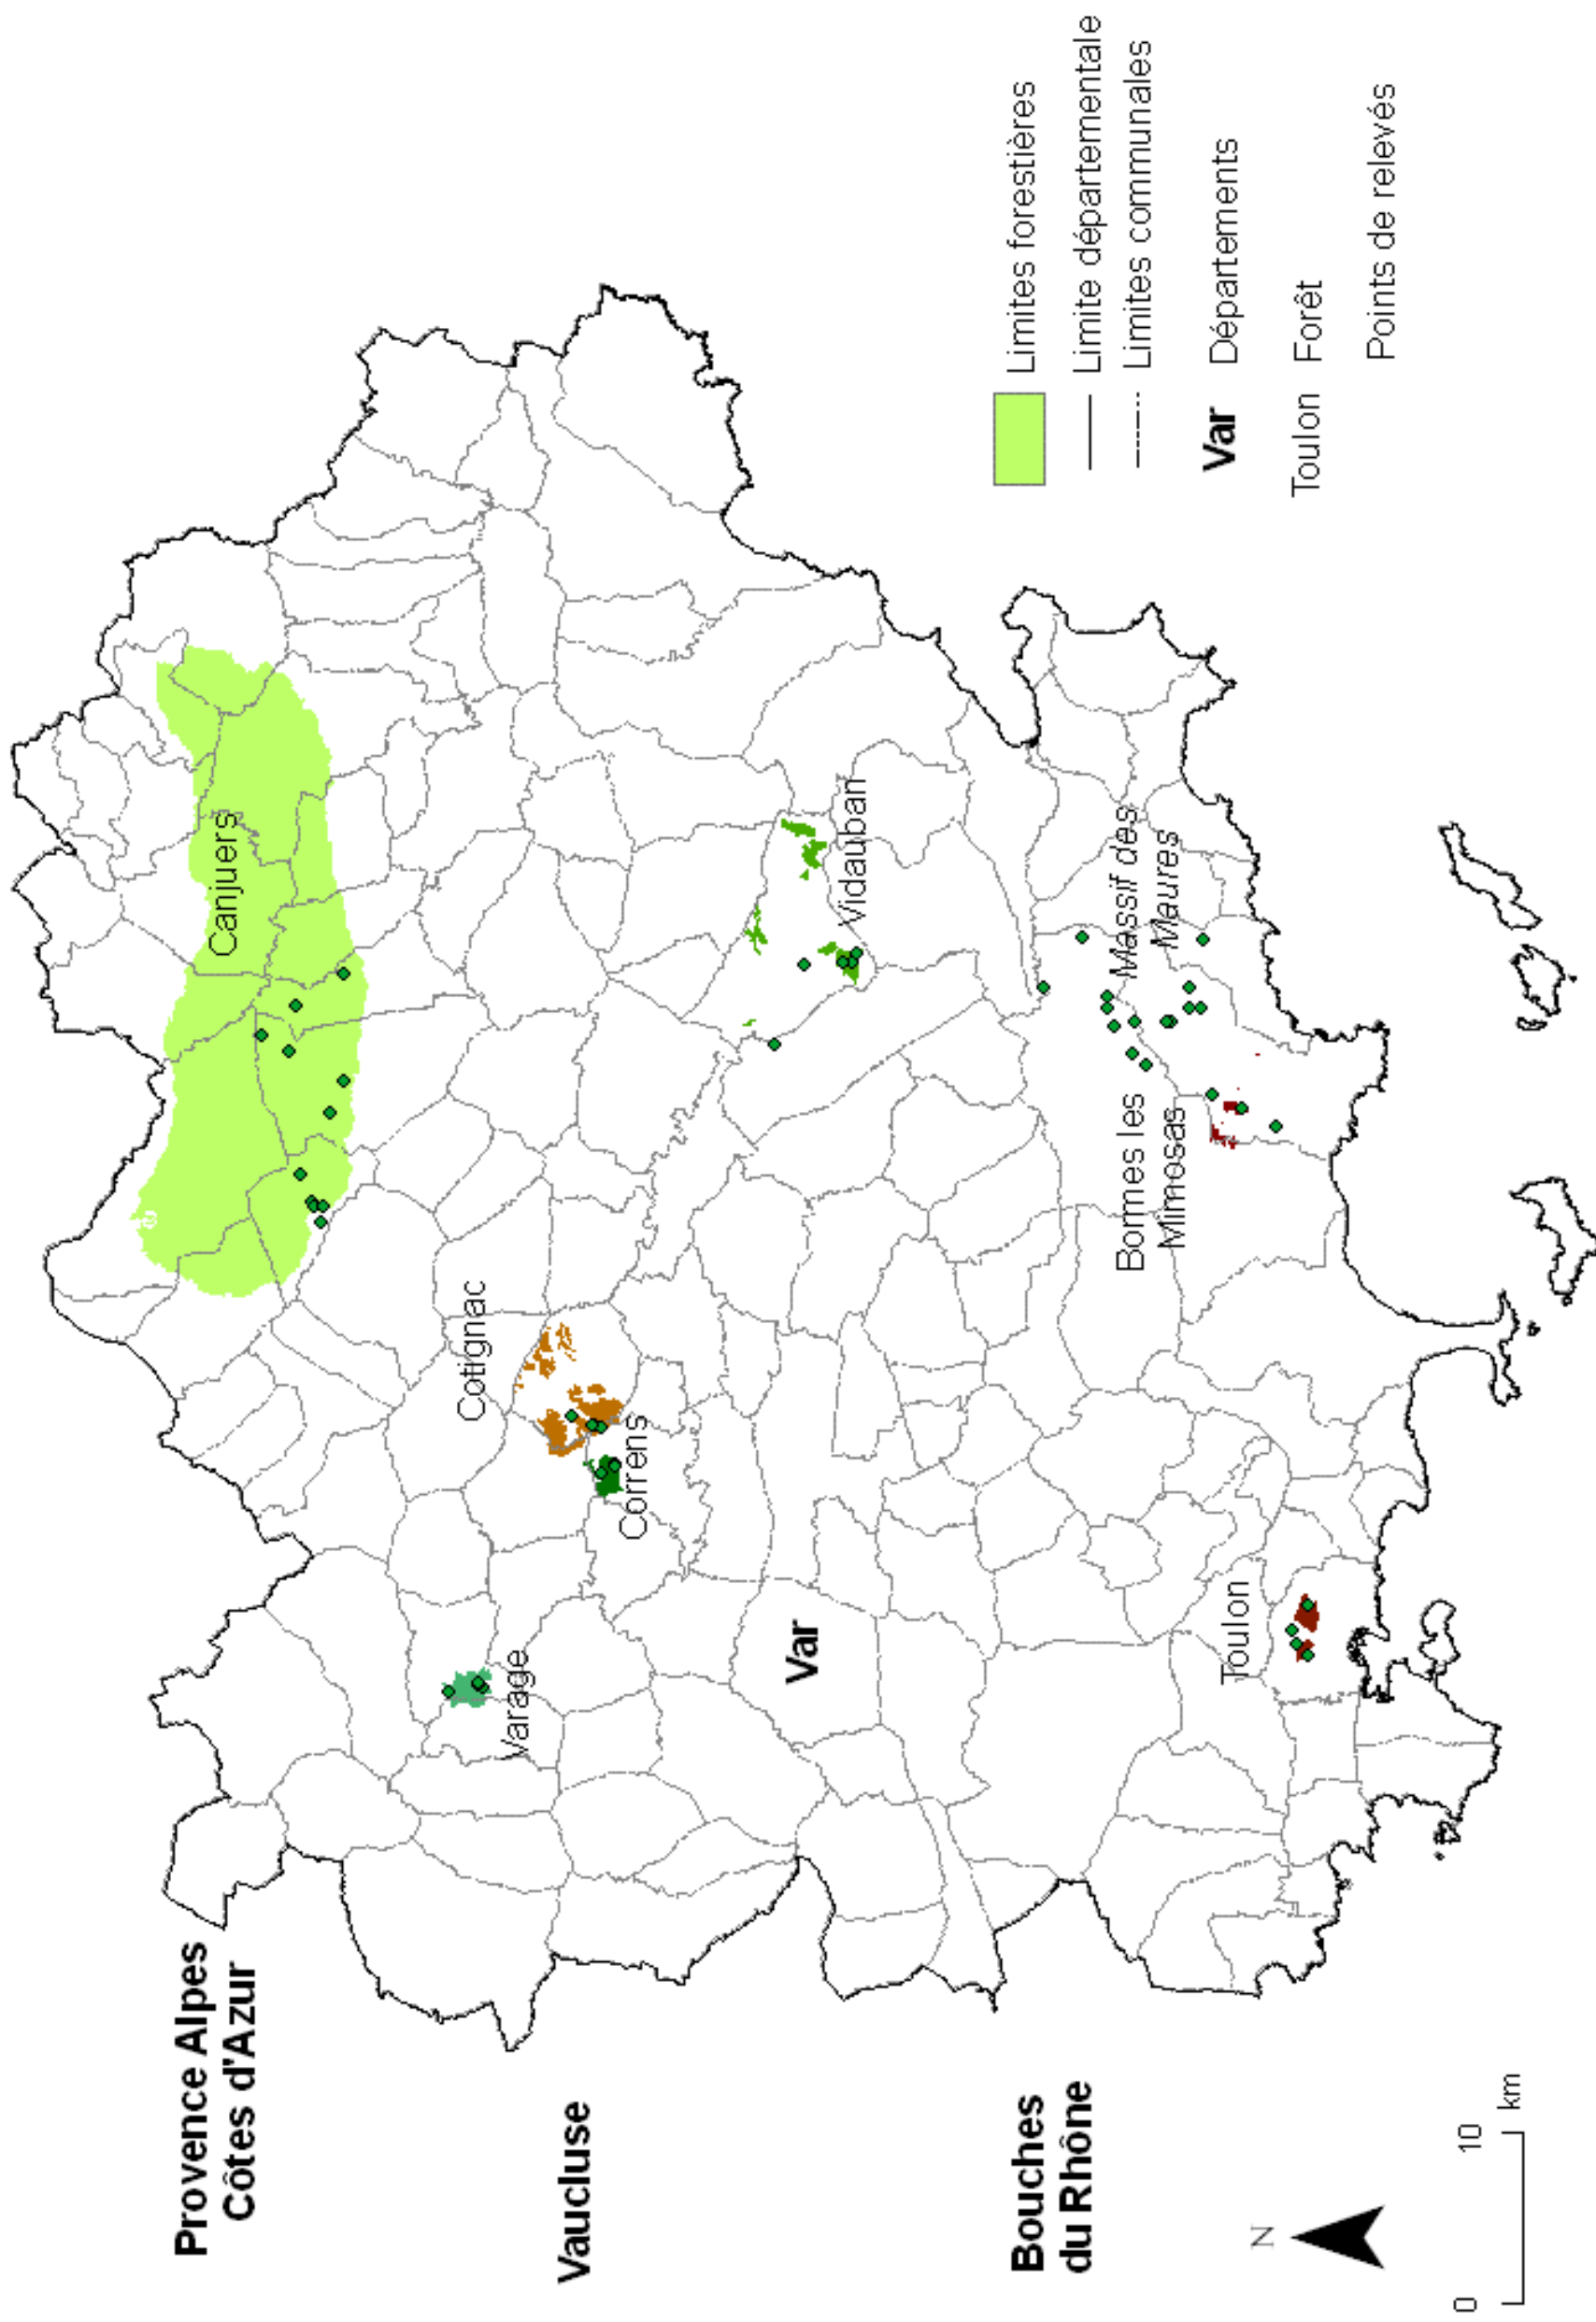 Provence Alpes
Côtes d'Azur
Vaucluse
Bouches
du Rhône
Canjuers
Cotignac
Correns
Varage
Var
Vidauban
Massif des
Maures
Bormes les
Mimosas
Toulon
N
0 10
km
Limites forestières
Limite départementale
Limites communales
Var Départements
Toulon Forêt
Points de relevés